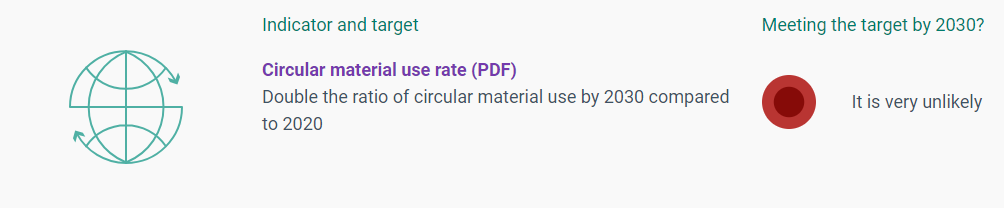 Indicator and target
Meeting the target by 2030?
Circular material use rate (PDF)
Double the ratio of circular material use by 2030 compared
to 2020
It is very unlikely